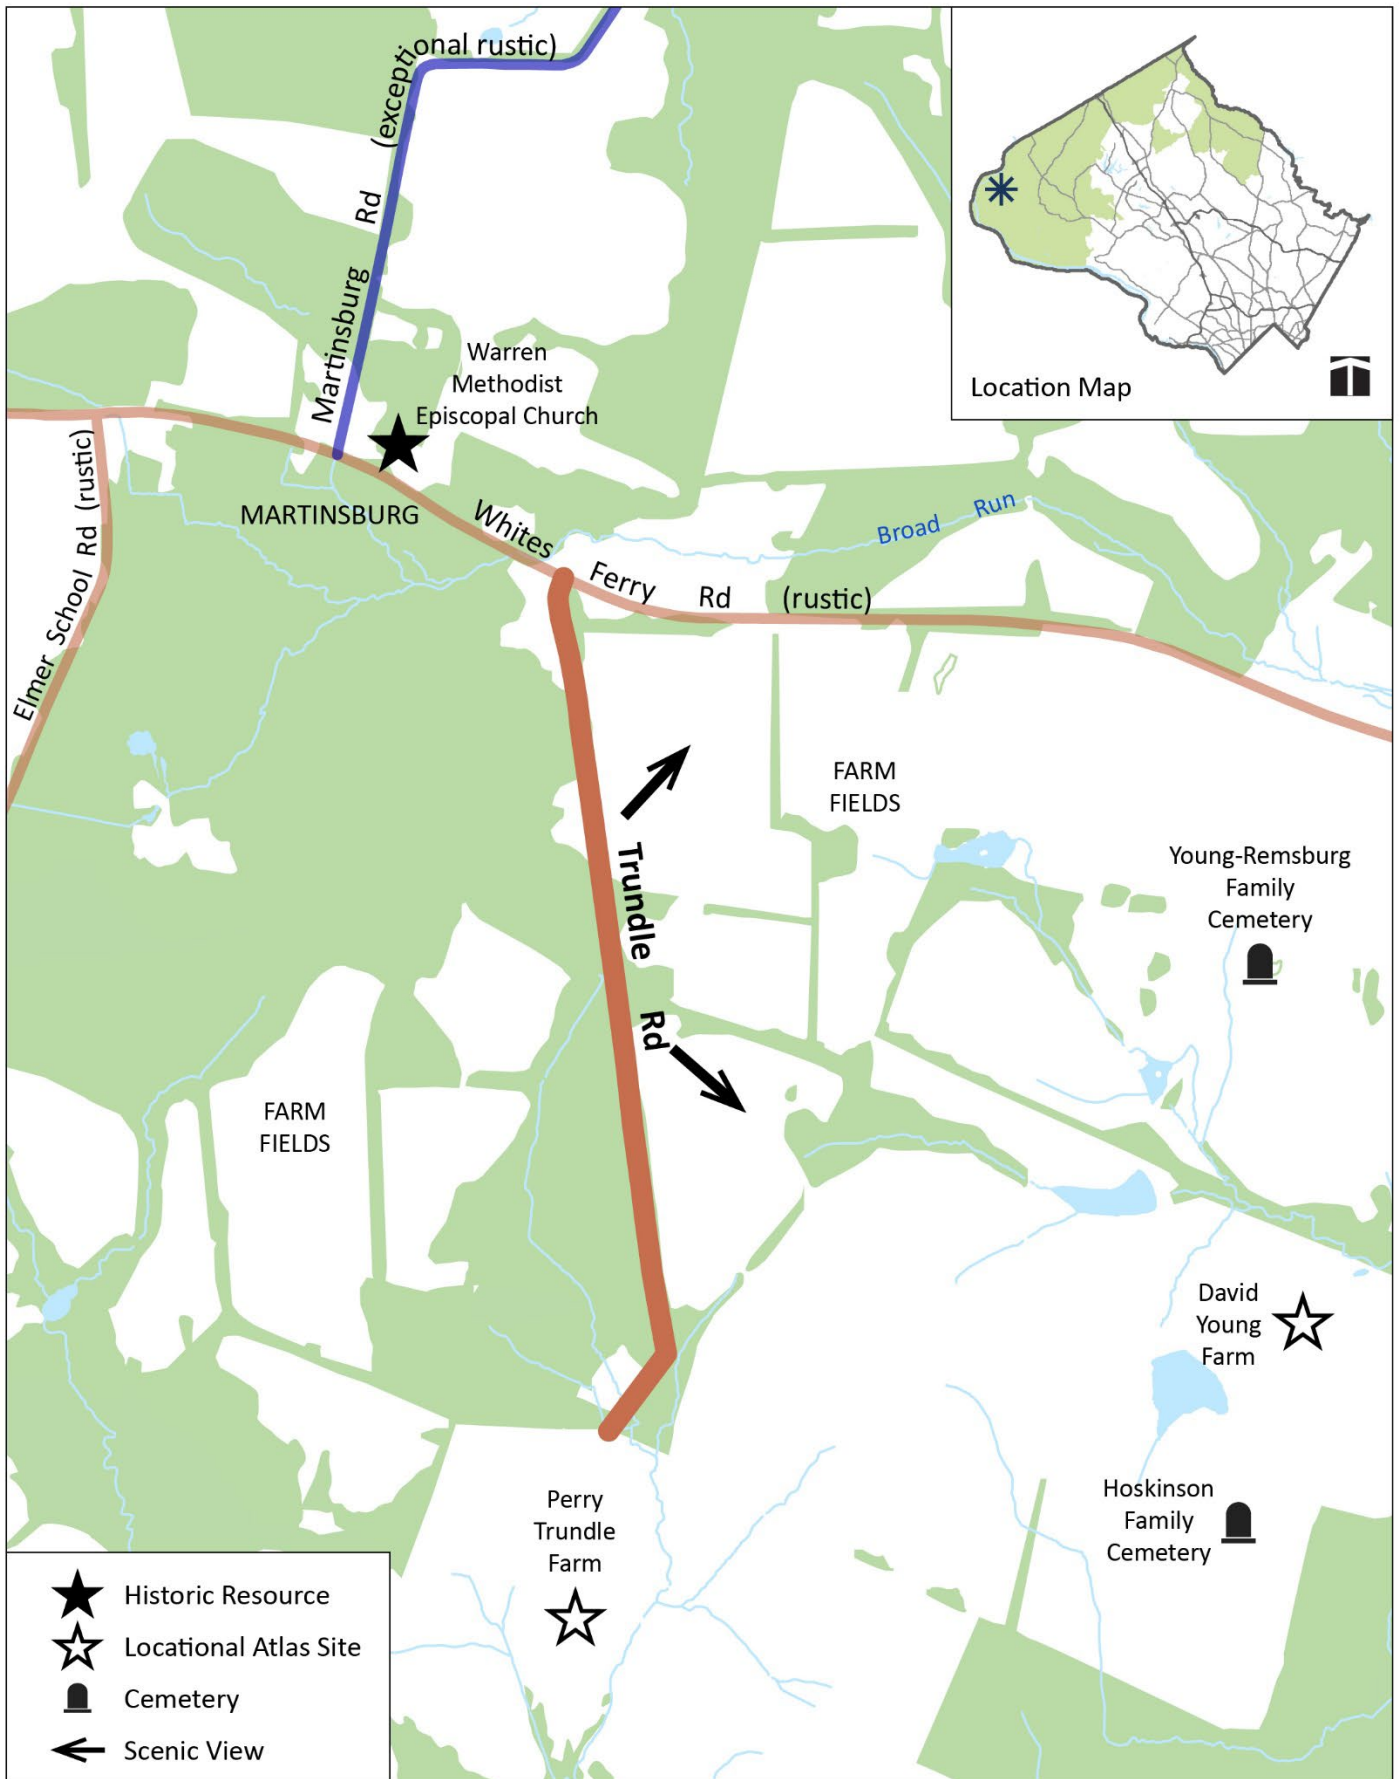 Martinsburg Rd (exceptional rustic)
Location Map
Warren
Methodist
Episcopal Church
MARTINSBURG
Elmer School Rd (rustic)
Whites Ferry Rd (rustic)
Broad Run
FARM
FIELDS
Trundle Rd
Young-Remsburg
Family
Cemetery
FARM
FIELDS
David
Young
Farm
Hoskinson
Family
Cemetery
Perry
Trundle
Farm
Historic Resource
Locational Atlas Site
Cemetery
Scenic View